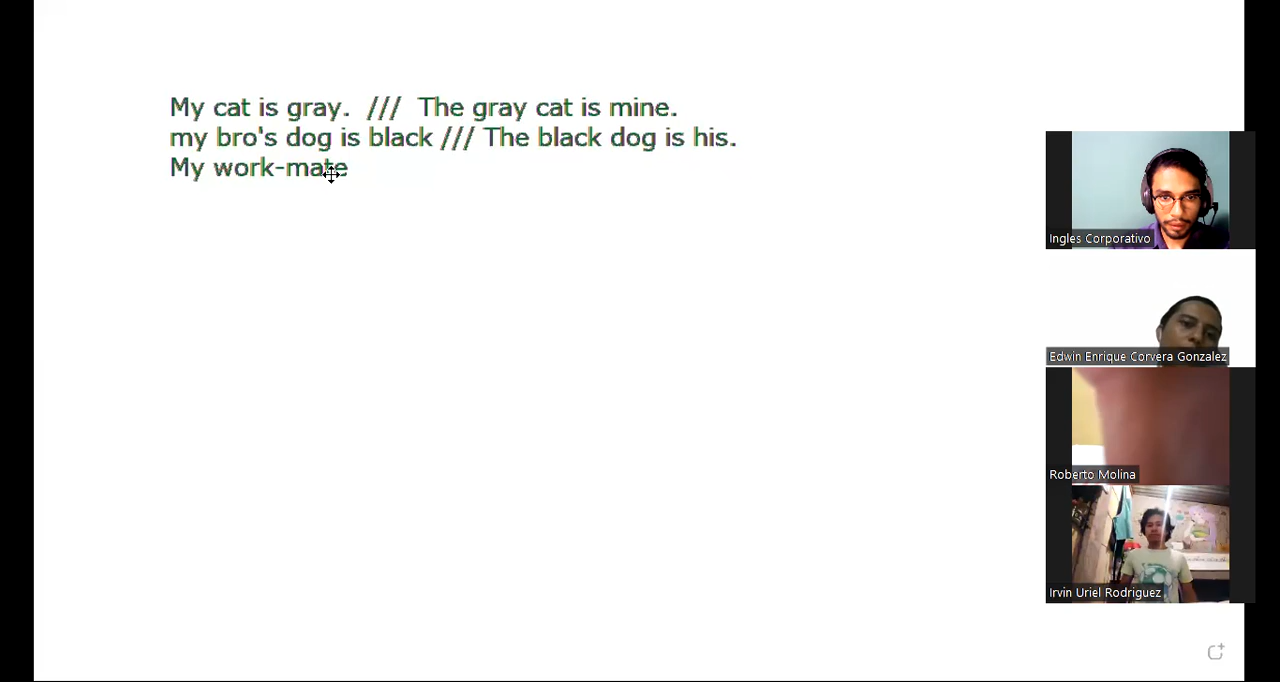 My cat is gray.  ///  The gray cat is mine.
my bro's dog is black /// The black dog is his.
My work-mate
Ingles Corporativo
Edwin Enrique Corvera Gonzalez
Roberto Molina
Irvin Uriel Rodriguez